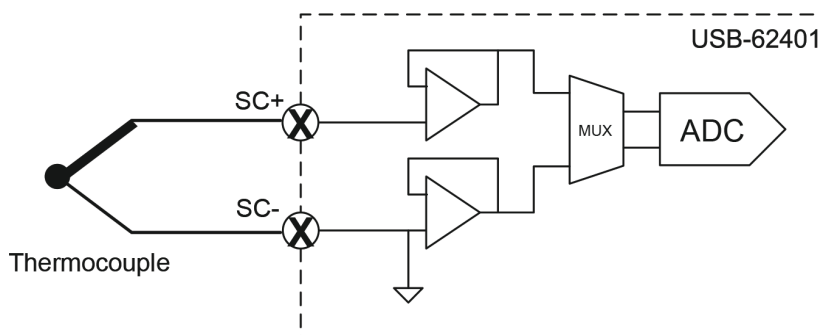 USB-62401
SC+
MUX
ADC
SC-
Thermocouple